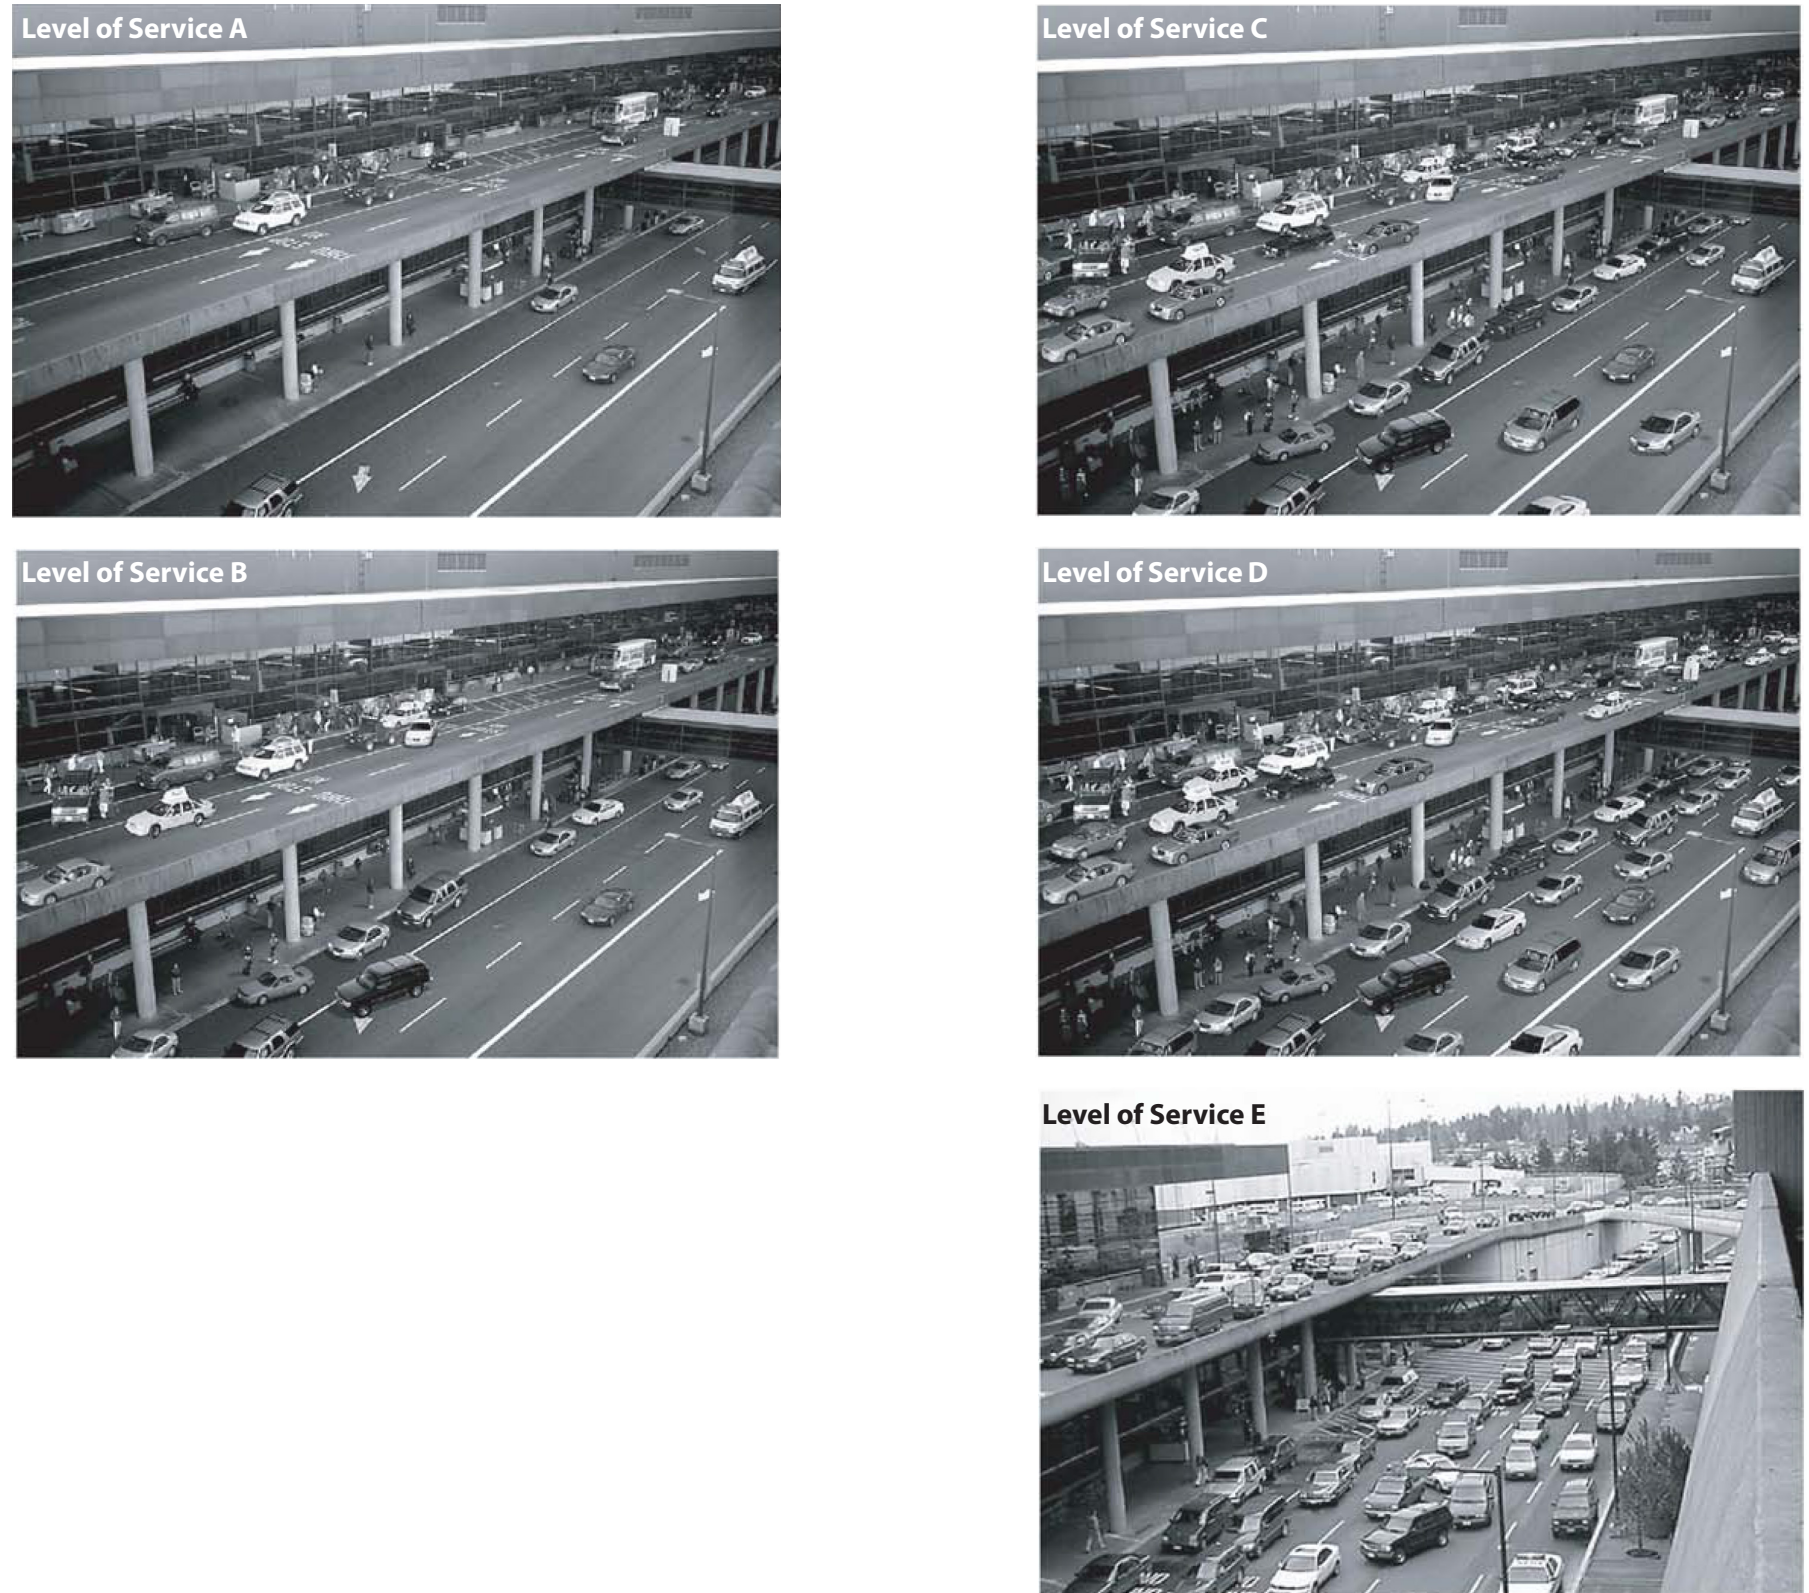 Level of Service A
Level of Service C
Level of Service B
Level of Service D
Level of Service E